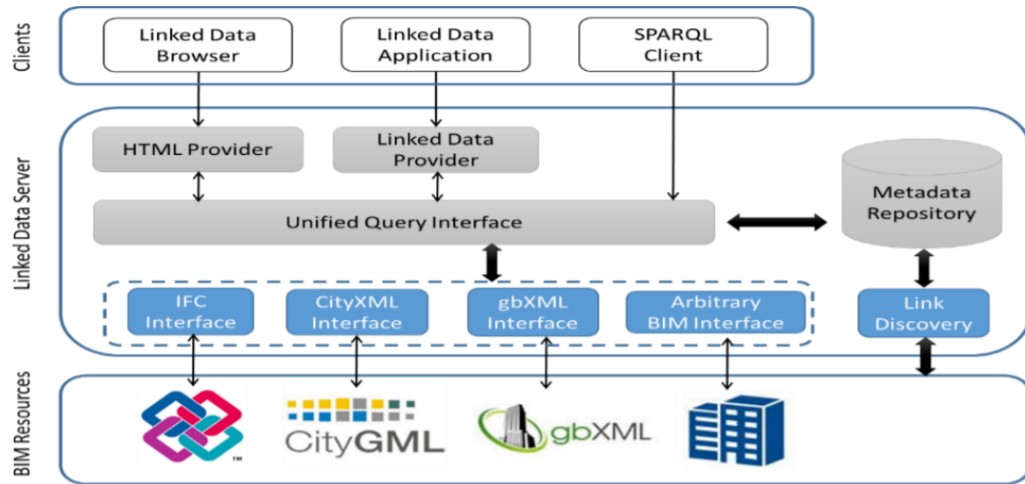 Clients
Linked Data
Browser
Linked Data
Application
SPARQL
Client
Linked Data Server
HTML Provider
Linked Data
Provider
Metadata
Repository
Unified Query Interface
IFC
Interface
CityXML
Interface
gbXML
Interface
Arbitrary
BIM Interface
Link
Discovery
BIM Resources
TM
CityGML
gbXML